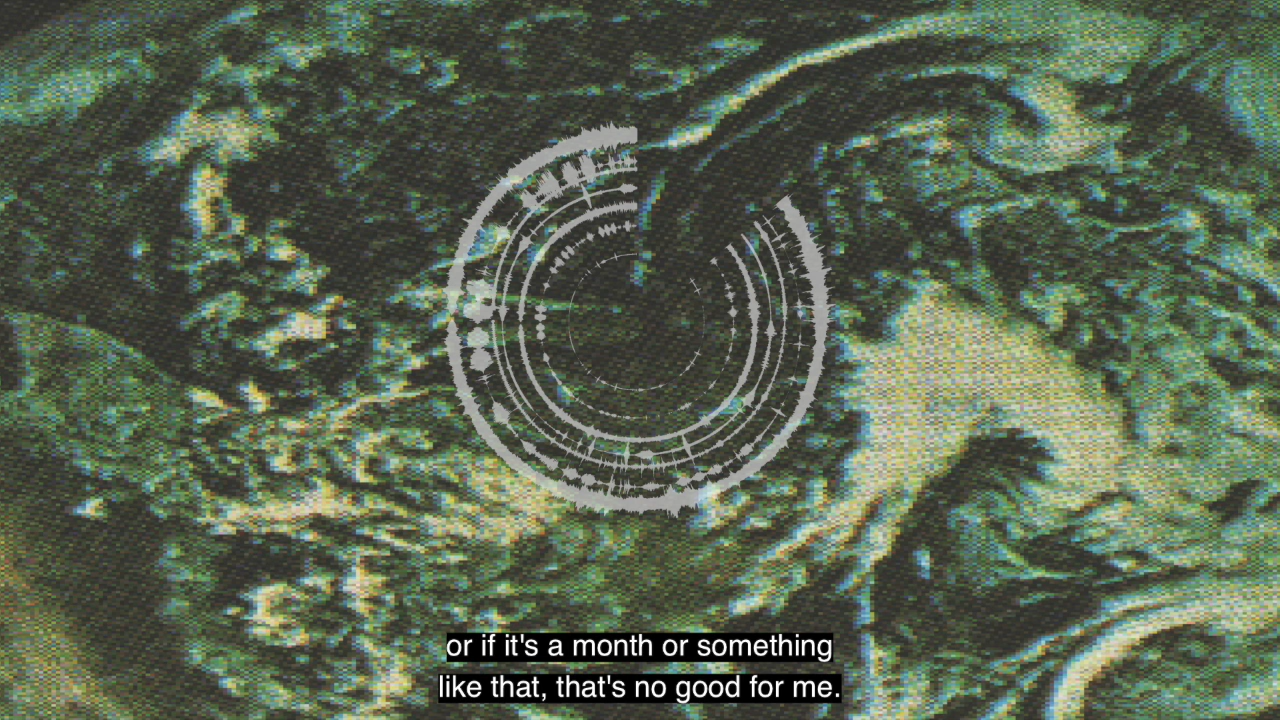 or if it's a month or something
like that, that's no good for me.